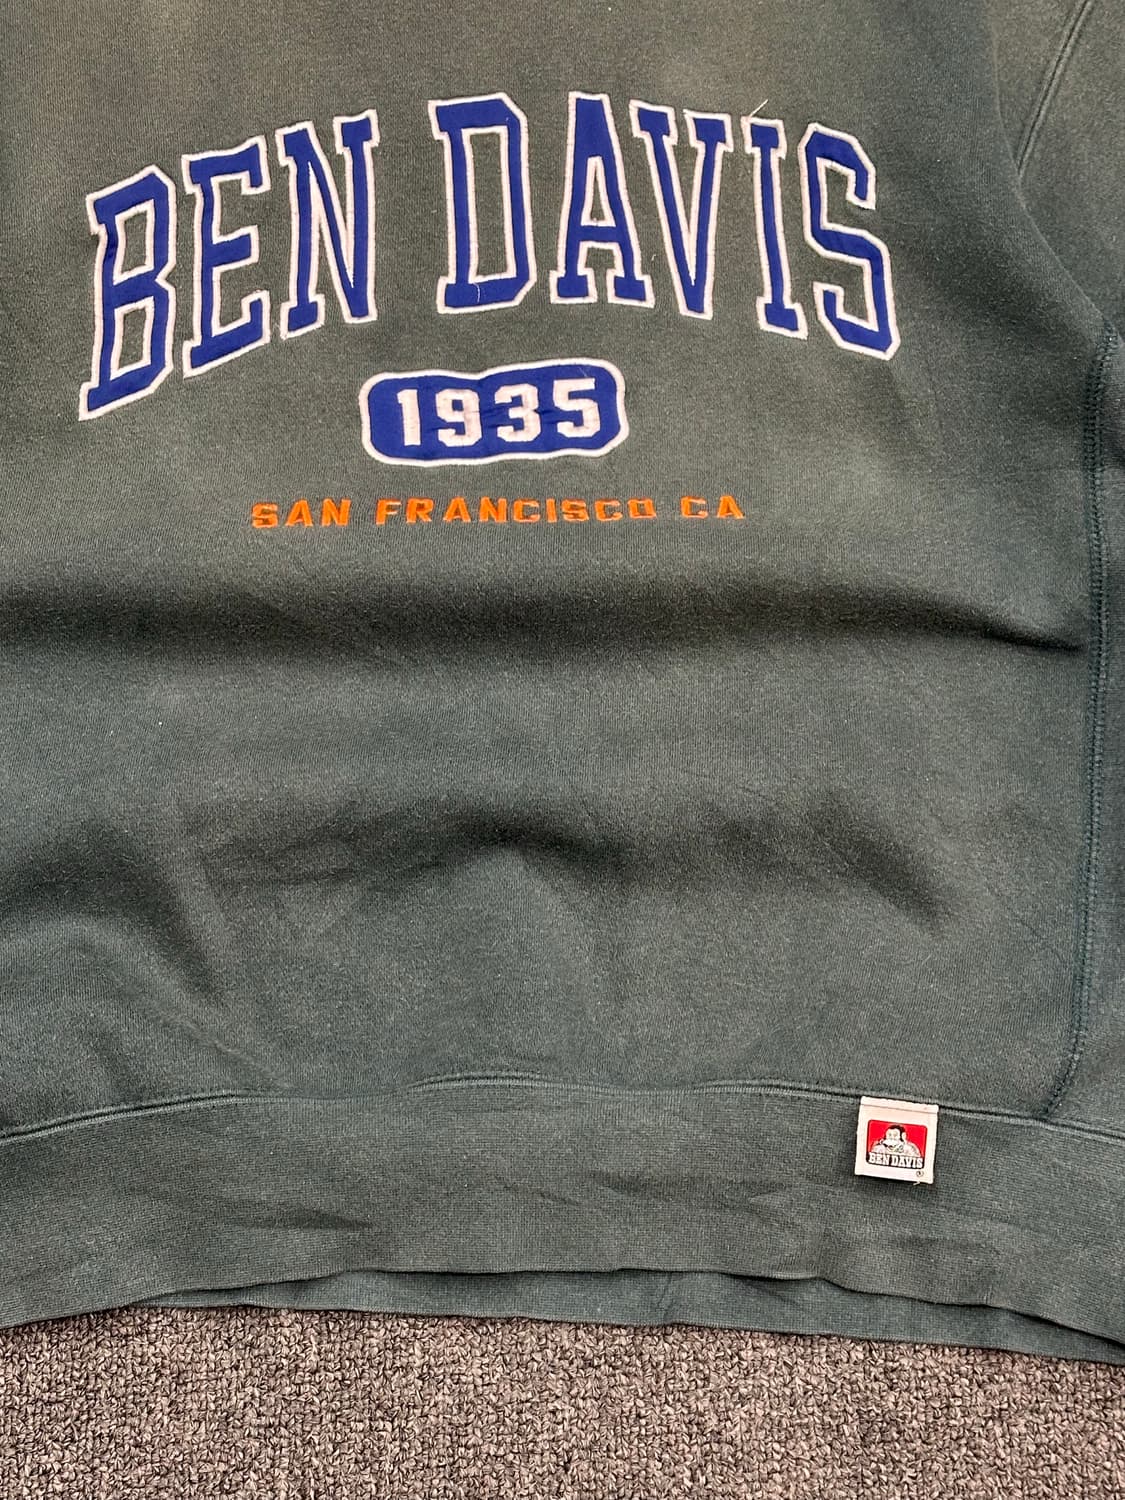 BEN DAVIS
1935
SAN FRANCISCO CA
BEN DAVIS
®